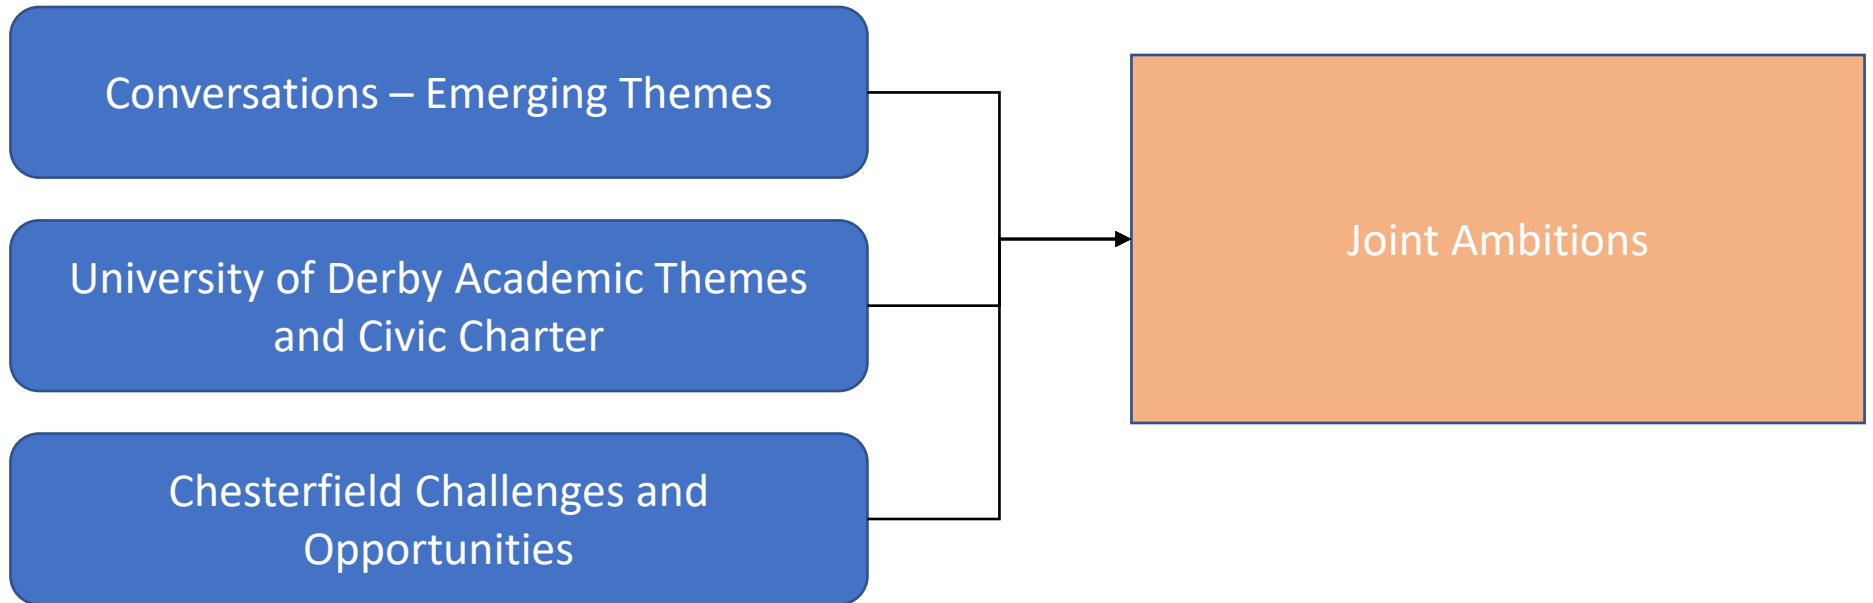 Conversations – Emerging Themes
University of Derby Academic Themes
and Civic Charter
Chesterfield Challenges and
Opportunities
Joint Ambitions